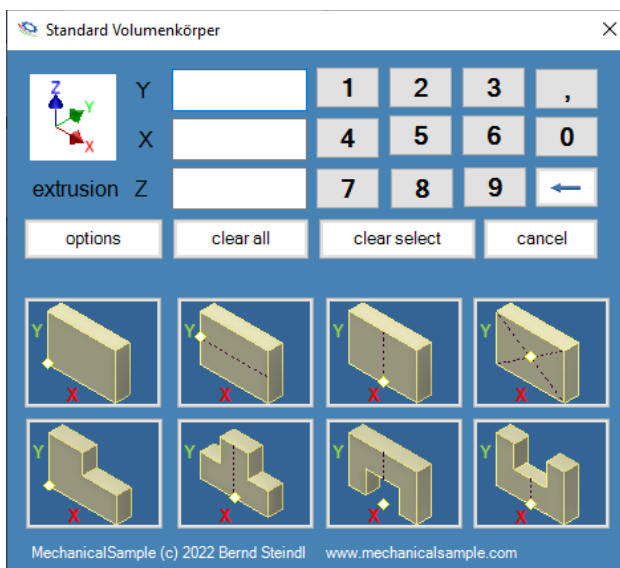 Standard Volumenkörper
Z Y X
Y 1 2 3 ,
X 4 5 6 0
extrusion Z 7 8 9
options clear all clear select cancel
Y X Y X Y X Y X
Y X Y X Y X Y X
MechanicalSample (c) 2022 Bernd Steindl www.mechanicalsample.com